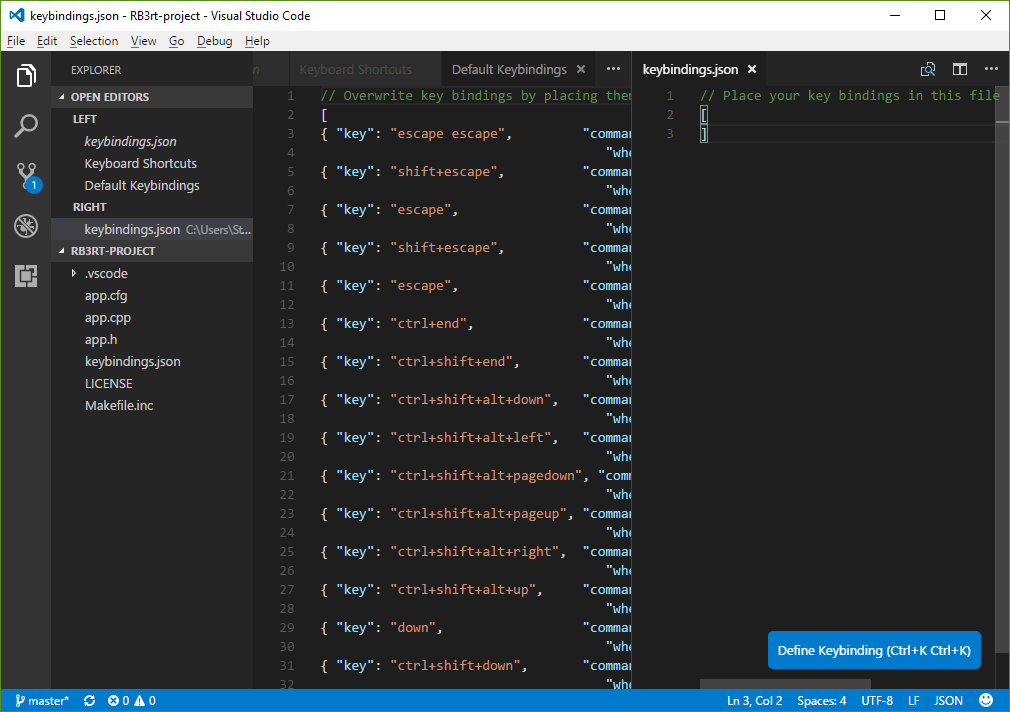 keybindings.json - RB3rt-project - Visual Studio Code
File Edit Selection View Go Debug Help
EXPLORER
OPEN EDITORS
LEFT
keybindings.json
Keyboard Shortcuts
Default Keybindings
RIGHT
keybindings.json C:\Users\St...
RB3RT-PROJECT
.vscode
app.cfg
app.cpp
app.h
keybindings.json
LICENSE
Makefile.inc
1
Keyboard Shortcuts Default Keybindings
1 // Overwrite key bindings by placing them
2 [
3 { "key": "escape escape", "comman
4 "whe
5 { "key": "shift+escape", "comman
6 "whe
7 { "key": "escape", "comman
8 "whe
9 { "key": "shift+escape", "comman
10 "whe
11 { "key": "escape", "comman
12 "whe
13 { "key": "ctrl+end", "comman
14 "whe
15 { "key": "ctrl+shift+end", "comman
16 "whe
17 { "key": "ctrl+shift+alt+down", "comman
18 "whe
19 { "key": "ctrl+shift+alt+left", "comman
20 "whe
21 { "key": "ctrl+shift+alt+pagedown", "comm
22 "whe
23 { "key": "ctrl+shift+alt+pageup", "comman
24 "whe
25 { "key": "ctrl+shift+alt+right", "comman
26 "whe
27 { "key": "ctrl+shift+alt+up", "comman
28 "whe
29 { "key": "down", "comman
30 "whe
31 { "key": "ctrl+shift+down", "comman
32 "whe
keybindings.json
1 // Place your key bindings in this file
2 [
3 ]
Define Keybinding (Ctrl+K Ctrl+K)
master* 0 0 Ln 3, Col 2 Spaces: 4 UTF-8 LF JSON